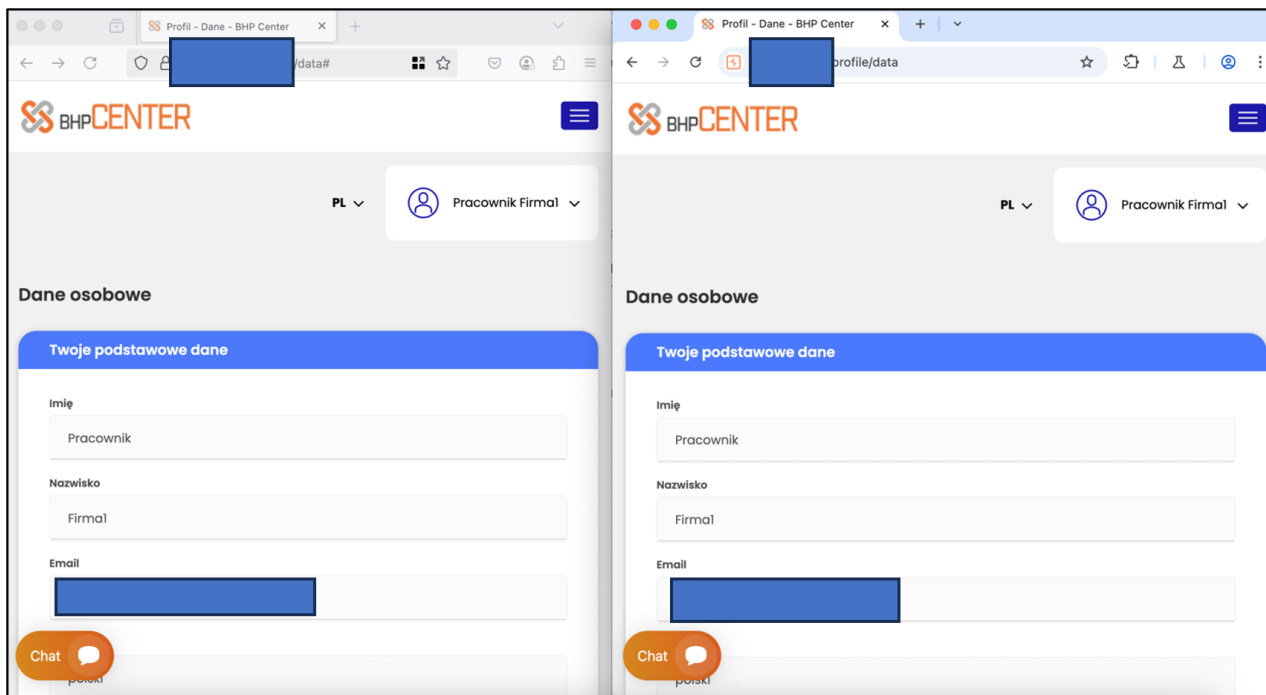 Profil - Dane - BHP Center
/data#
BHPCENTER
PL
Pracownik Firma1
Dane osobowe
Twoje podstawowe dane
Imię
Pracownik
Nazwisko
Firma1
Email
Chat
polski
Profil - Dane - BHP Center
profile/data
BHPCENTER
PL
Pracownik Firma1
Dane osobowe
Twoje podstawowe dane
Imię
Pracownik
Nazwisko
Firma1
Email
Chat
polski